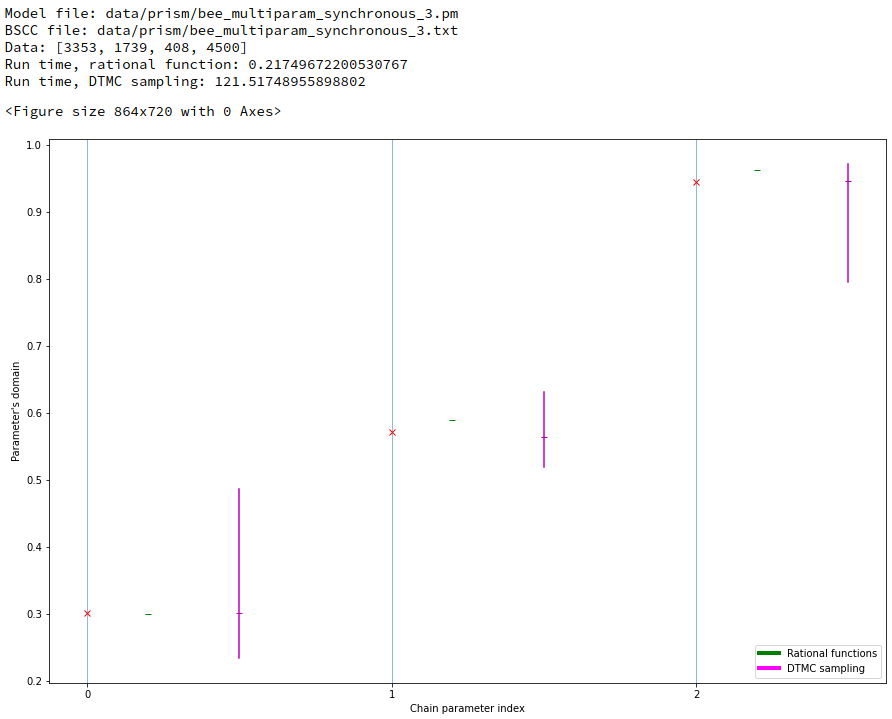 Model file: data/prism/bee_multiparam_synchronous_3.pm
BSCC file: data/prism/bee_multiparam_synchronous_3.txt
Data: [3353, 1739, 408, 4500]
Run time, rational function: 0.21749672200530767
Run time, DTMC sampling: 121.51748955898802
<Figure size 864x720 with 0 Axes>
1.0
0.9
0.8
0.7
0.6
0.5
0.4
0.3
0.2
Parameter's domain
0
1
2
Chain parameter index
Rational functions
DTMC sampling